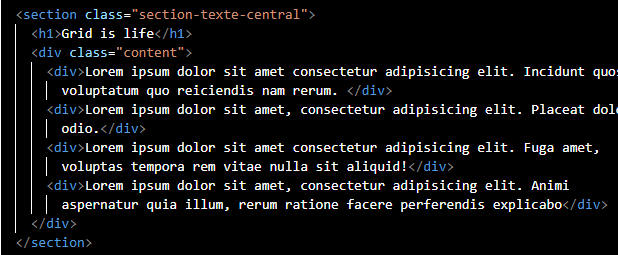 <section class="section-texte-central">
<h1>Grid is life</h1>
<div class="content">
<div>Lorem ipsum dolor sit amet consectetur adipisicing elit. Incidunt quos
voluptatum quo reiciendis nam rerum. </div>
<div>Lorem ipsum dolor sit amet, consectetur adipisicing elit. Placeat
odio.</div>
<div>Lorem ipsum dolor sit amet consectetur adipisicing elit. Fuga amet,
voluptas tempora rem vitae nulla sit aliquid!</div>
<div>Lorem ipsum dolor sit amet, consectetur adipisicing elit. Animi
aspernatur quia illum, rerum ratione facere perferendis explicabo</div>
</div>
</section>